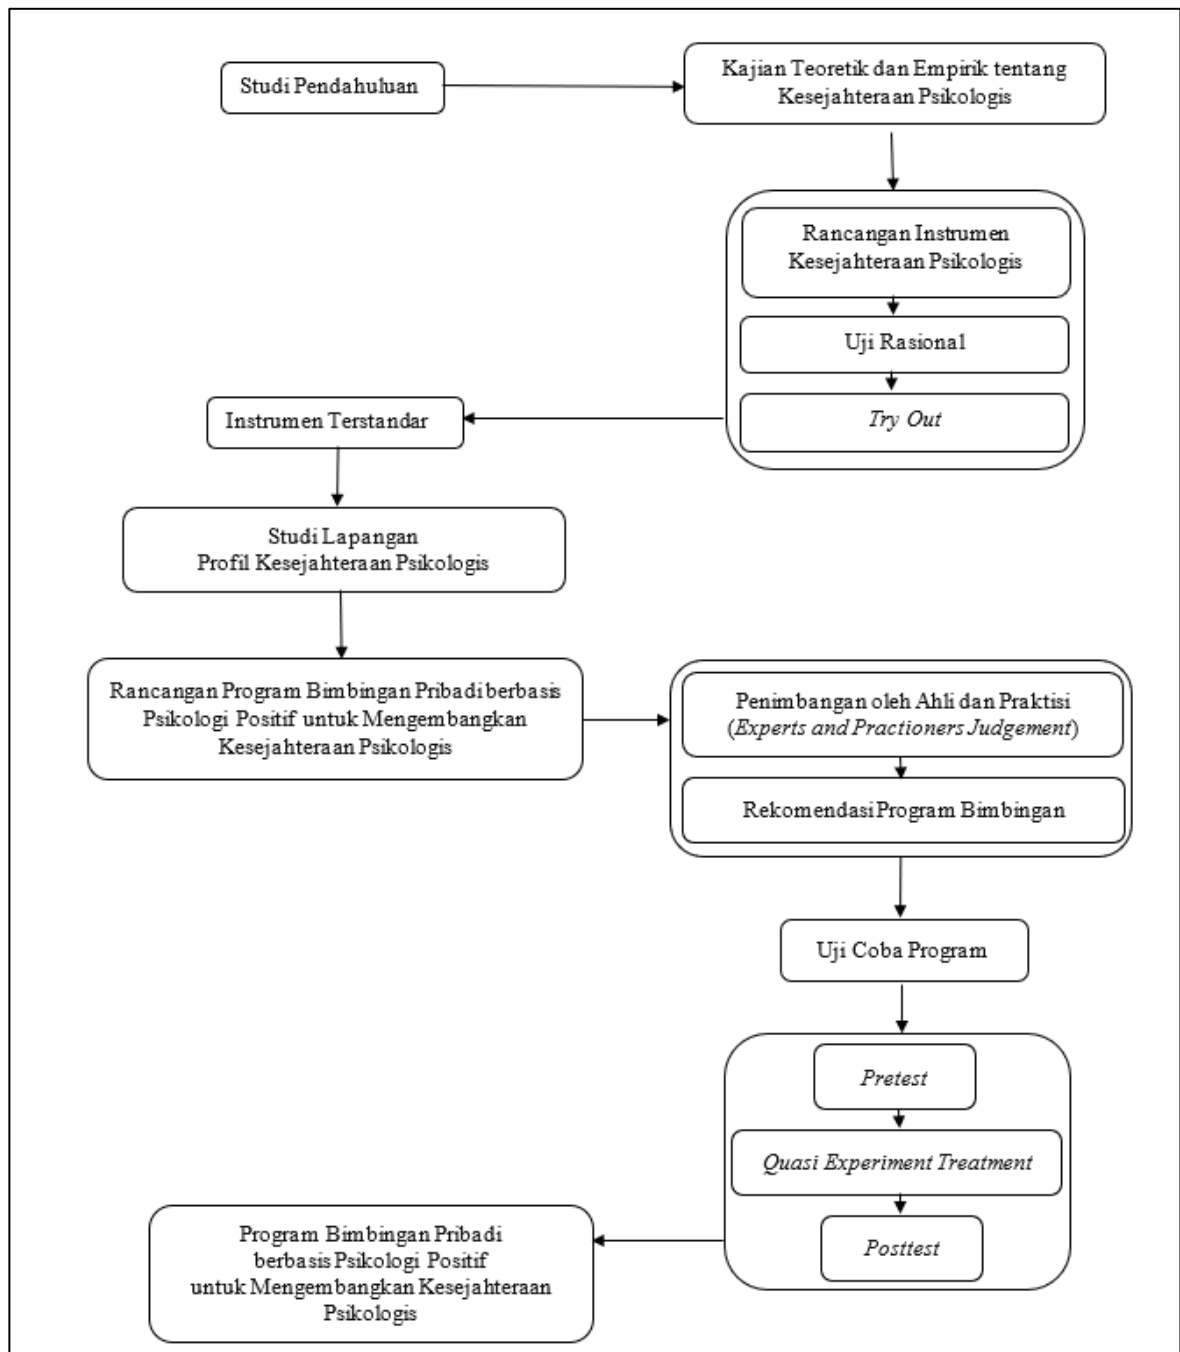 Studi Pendahuluan
Kajian Teoretik dan Empirik tentang
Kesejahteraan Psikologis
Rancangan Instrumen
Kesejahteraan Psikologis
Uji Rasional
Try Out
Instrumen Terstandar
Studi Lapangan
Profil Kesejahteraan Psikologis
Rancangan Program Bimbingan Pribadi berbasis
Psikologi Positif untuk Mengembangkan
Kesejahteraan Psikologis
Penimbangan oleh Ahli dan Praktisi
(Experts and Practioners Judgement)
Rekomendasi Program Bimbingan
Uji Coba Program
Pretest
Quasi Experiment Treatment
Posttest
Program Bimbingan Pribadi
berbasis Psikologi Positif
untuk Mengembangkan Kesejahteraan
Psikologis